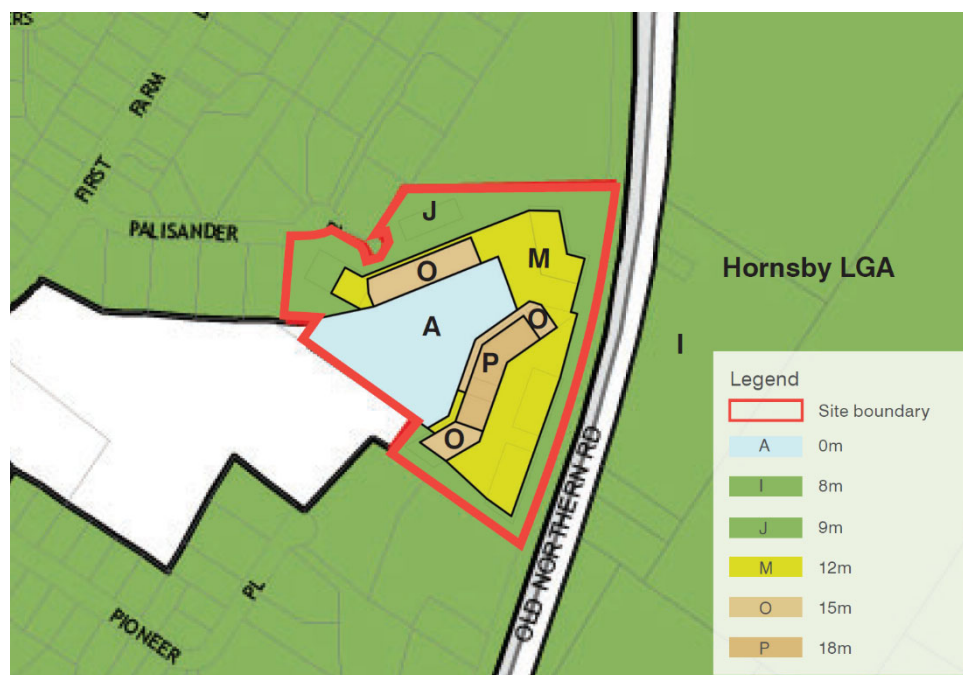 ERS
FARM
FIRST
PALISANDER
J
O
M
A
O
P
O
Hornsby LGA
I
OLD NORTHERN RD
PL
PIONEER
Legend
Site boundary
A 0m
I 8m
J 9m
M 12m
O 15m
P 18m